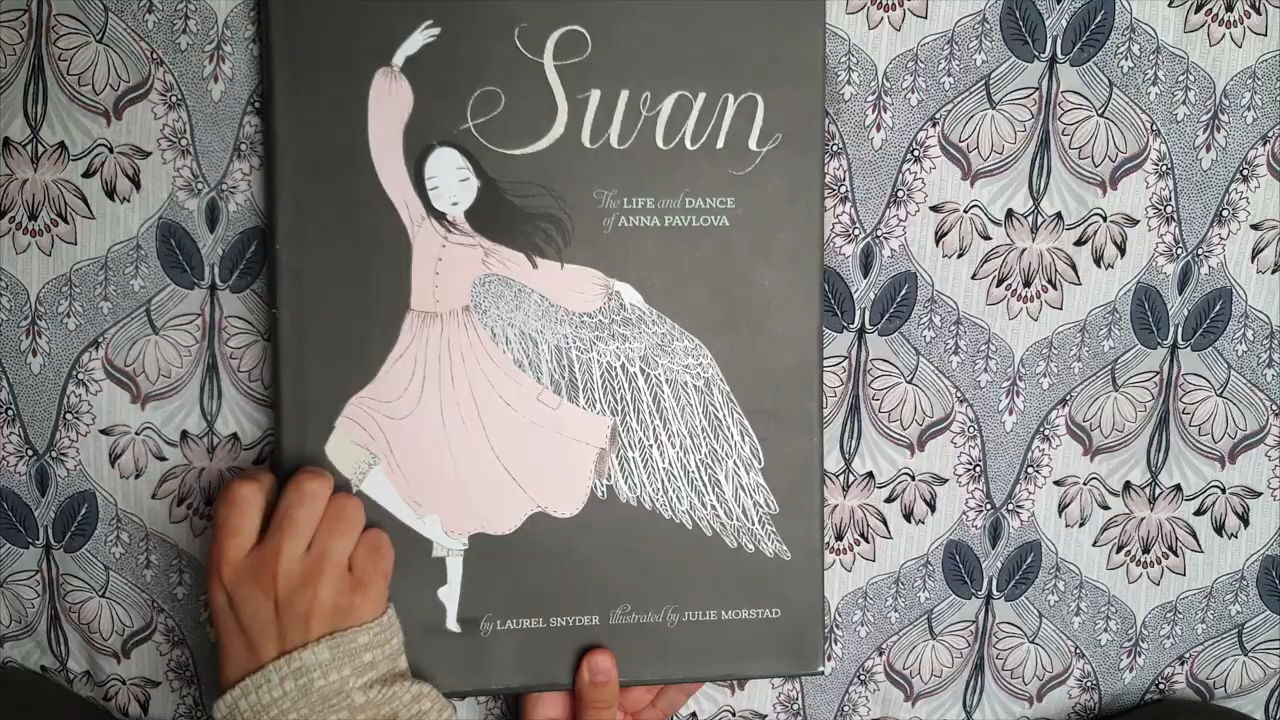 Swan
The LIFE and DANCE
of ANNA PAVLOVA
by LAUREL SNYDER illustrated by JULIE MORSTAD